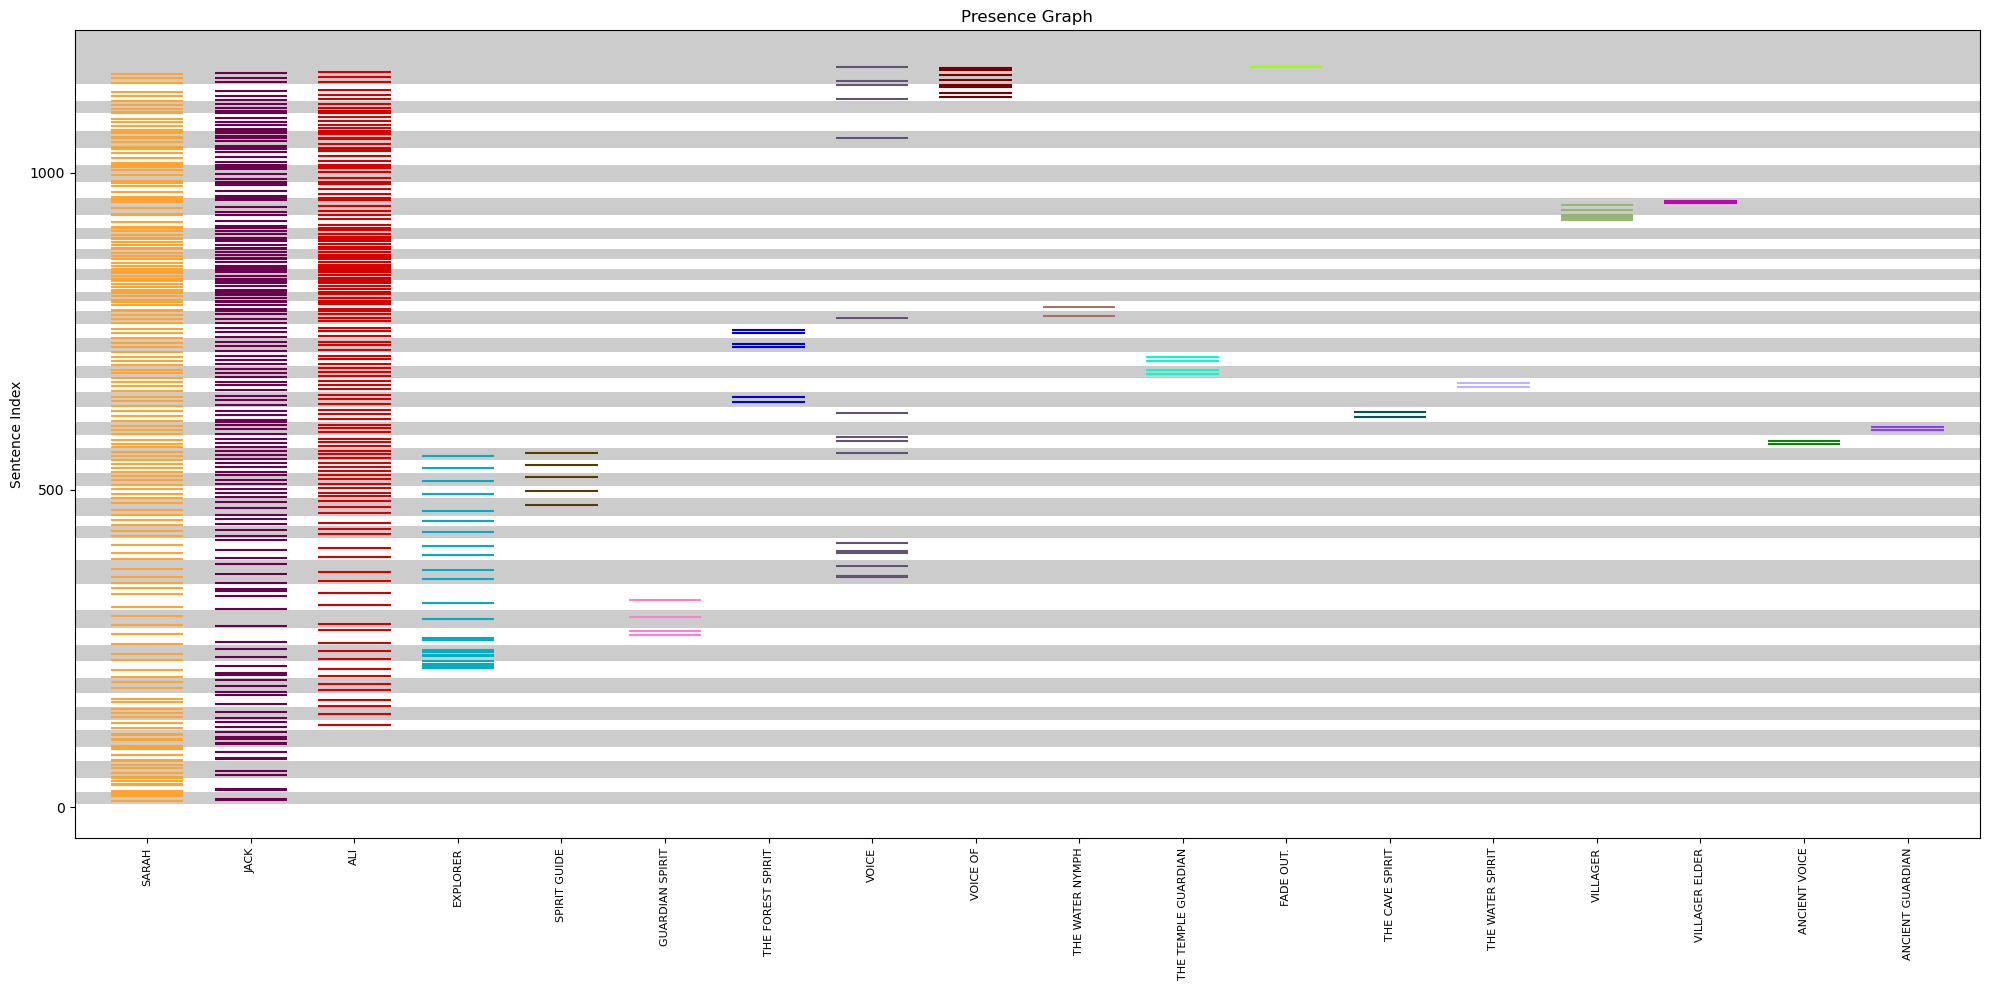 Presence Graph
1000
500
0
Sentence Index
SARAH
JACK
ALI
EXPLORER
SPIRIT GUIDE
GUARDIAN SPIRIT
THE FOREST SPIRIT
VOICE
VOICE OF
THE WATER NYMPH
THE TEMPLE GUARDIAN
FADE OUT.
THE CAVE SPIRIT
THE WATER SPIRIT
VILLAGER
VILLAGER ELDER
ANCIENT VOICE
ANCIENT GUARDIAN